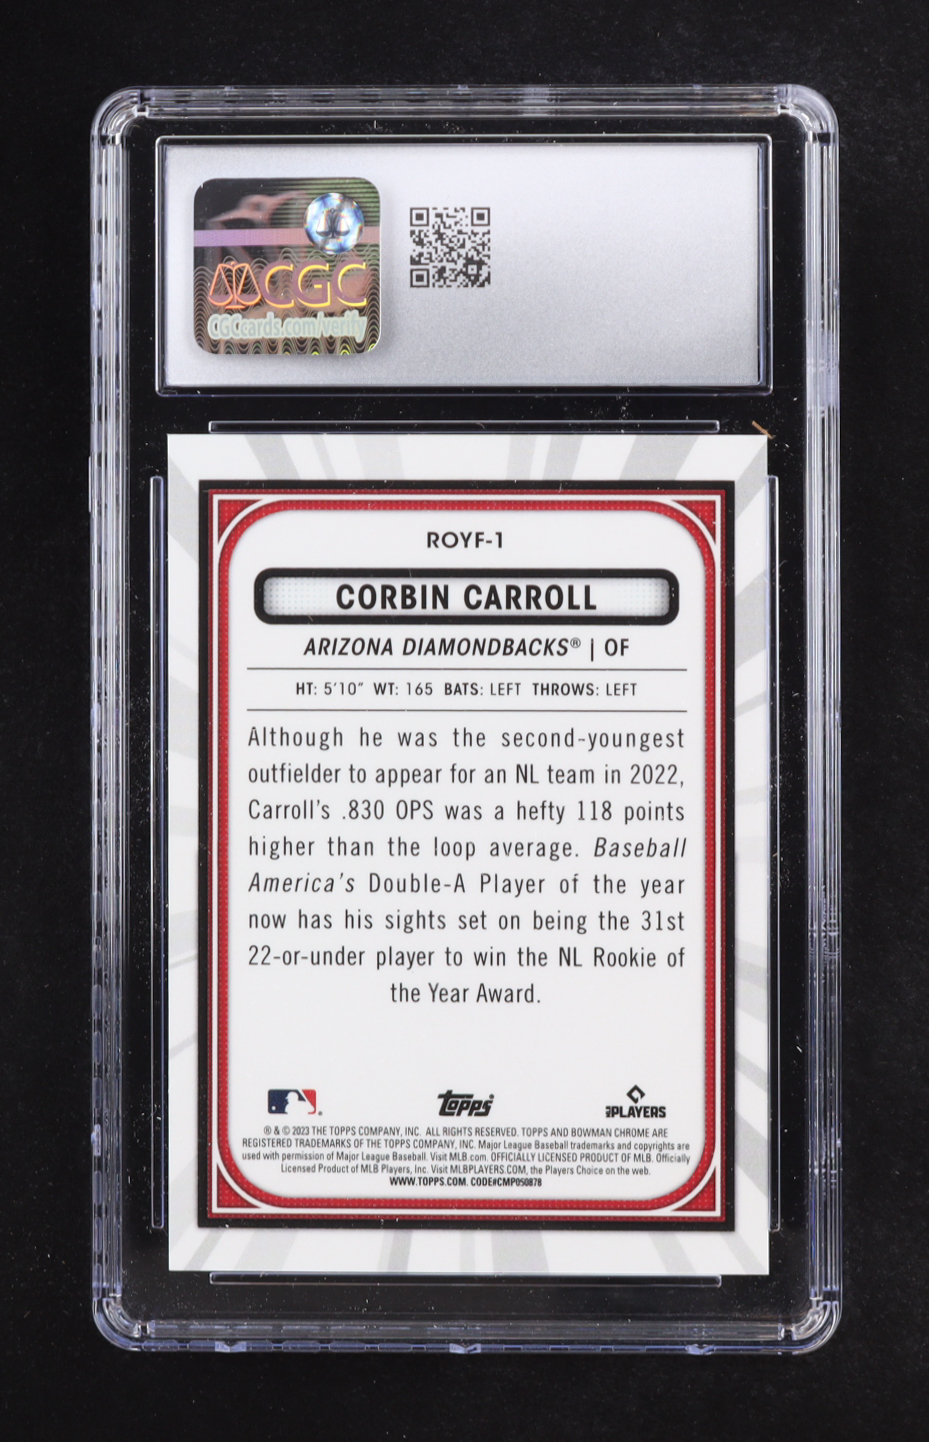 CGC
CGCcards.com/verify
ROYF-1
CORBIN CARROLL
ARIZONA DIAMONDBACKS® | OF
HT: 5'10" WT: 165 BATS: LEFT THROWS: LEFT
Although he was the second-youngest
outfielder to appear for an NL team in 2022,
Carroll's .830 OPS was a hefty 118 points
higher than the loop average. Baseball
America's Double-A Player of the year
now has his sights set on being the 31st
22-or-under player to win the NL Rookie of
the Year Award.
Topps
MLB PLAYERS
® & © 2023 THE TOPPS COMPANY, INC. ALL RIGHTS RESERVED. TOPPS AND BOWMAN CHROME ARE
REGISTERED TRADEMARKS OF THE TOPPS COMPANY, INC. Major League Baseball trademarks and copyrights are
used with permission of Major League Baseball. Visit MLB.com. OFFICIALLY LICENSED PRODUCT OF MLB. Officially
Licensed Product of MLB Players, Inc. Visit MLBPLAYERS.COM, the Players Choice on the web.
WWW.TOPPS.COM. CODE#CMP050878